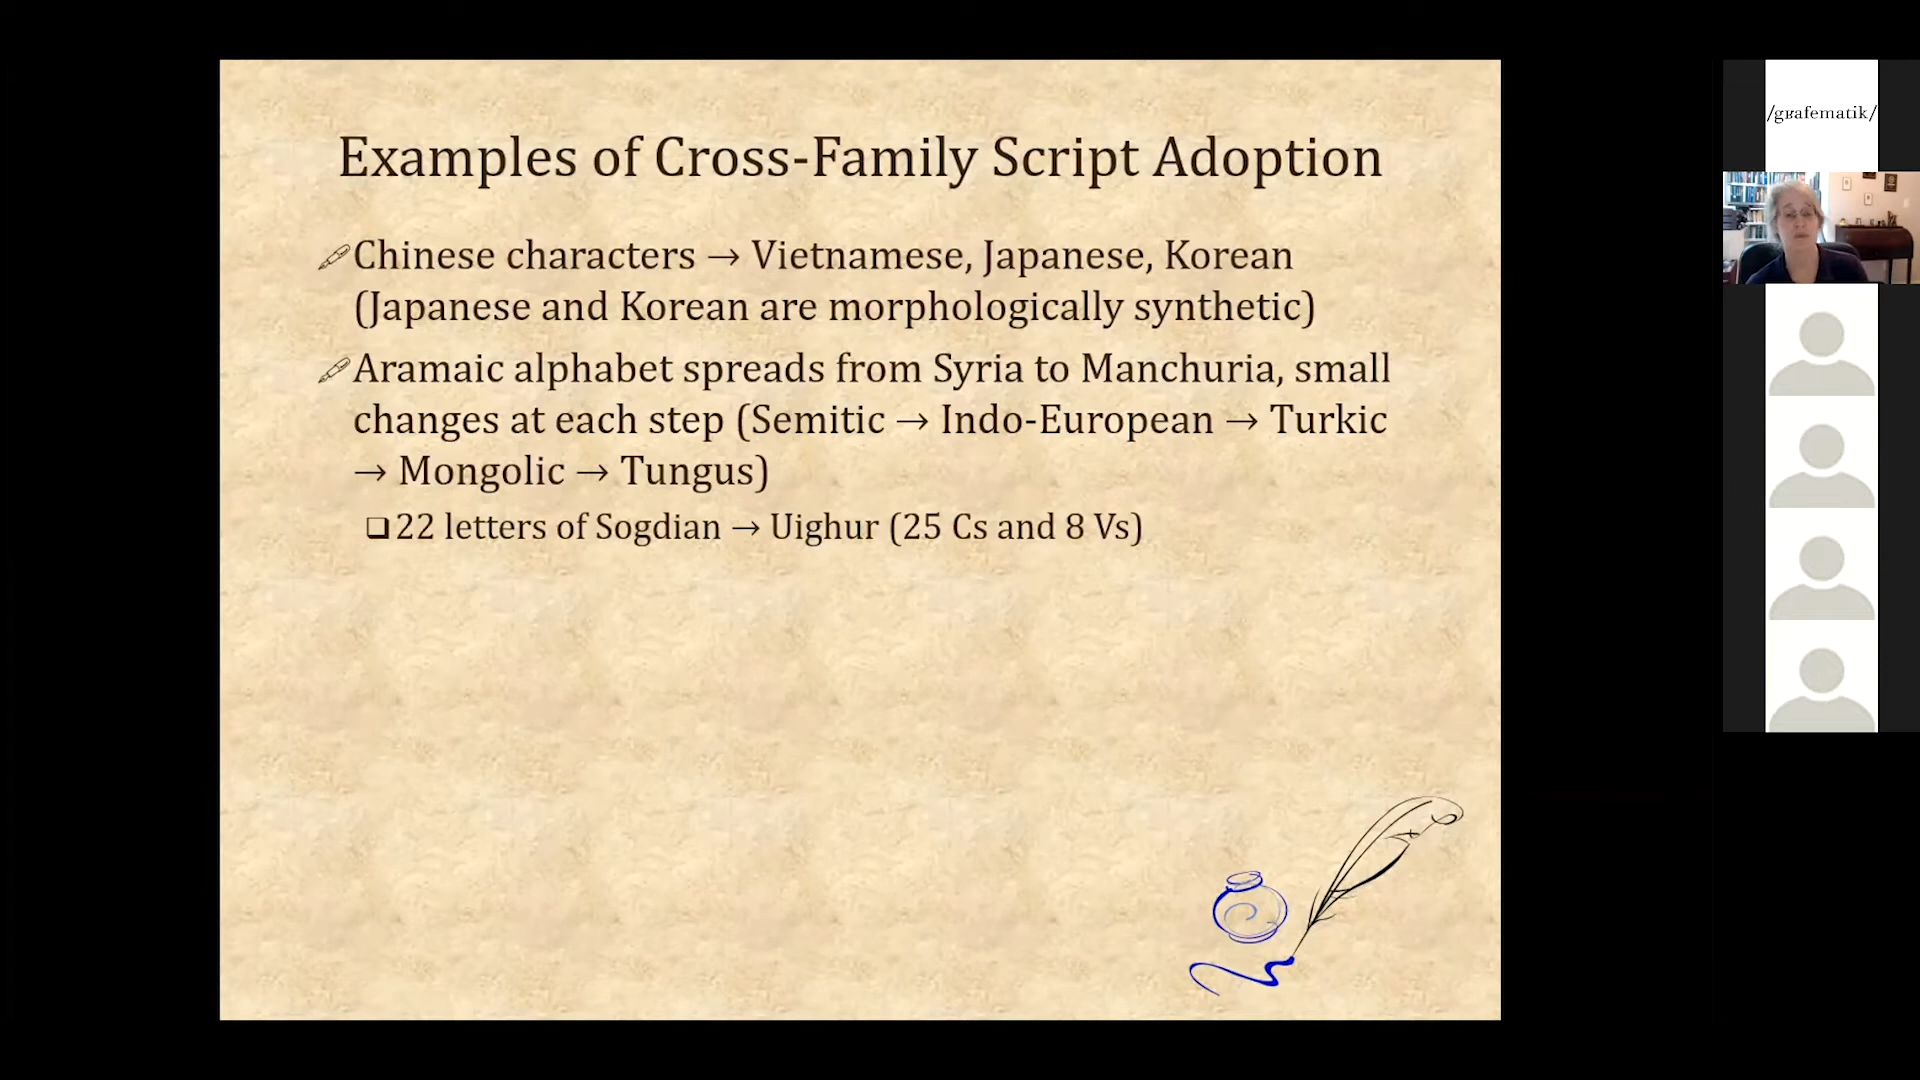 Examples of Cross-Family Script Adoption
Chinese characters → Vietnamese, Japanese, Korean
(Japanese and Korean are morphologically synthetic)
Aramaic alphabet spreads from Syria to Manchuria, small
changes at each step (Semitic → Indo-European → Turkic
→ Mongolic → Tungus)
22 letters of Sogdian → Uighur (25 Cs and 8 Vs)
/gʁafematik/